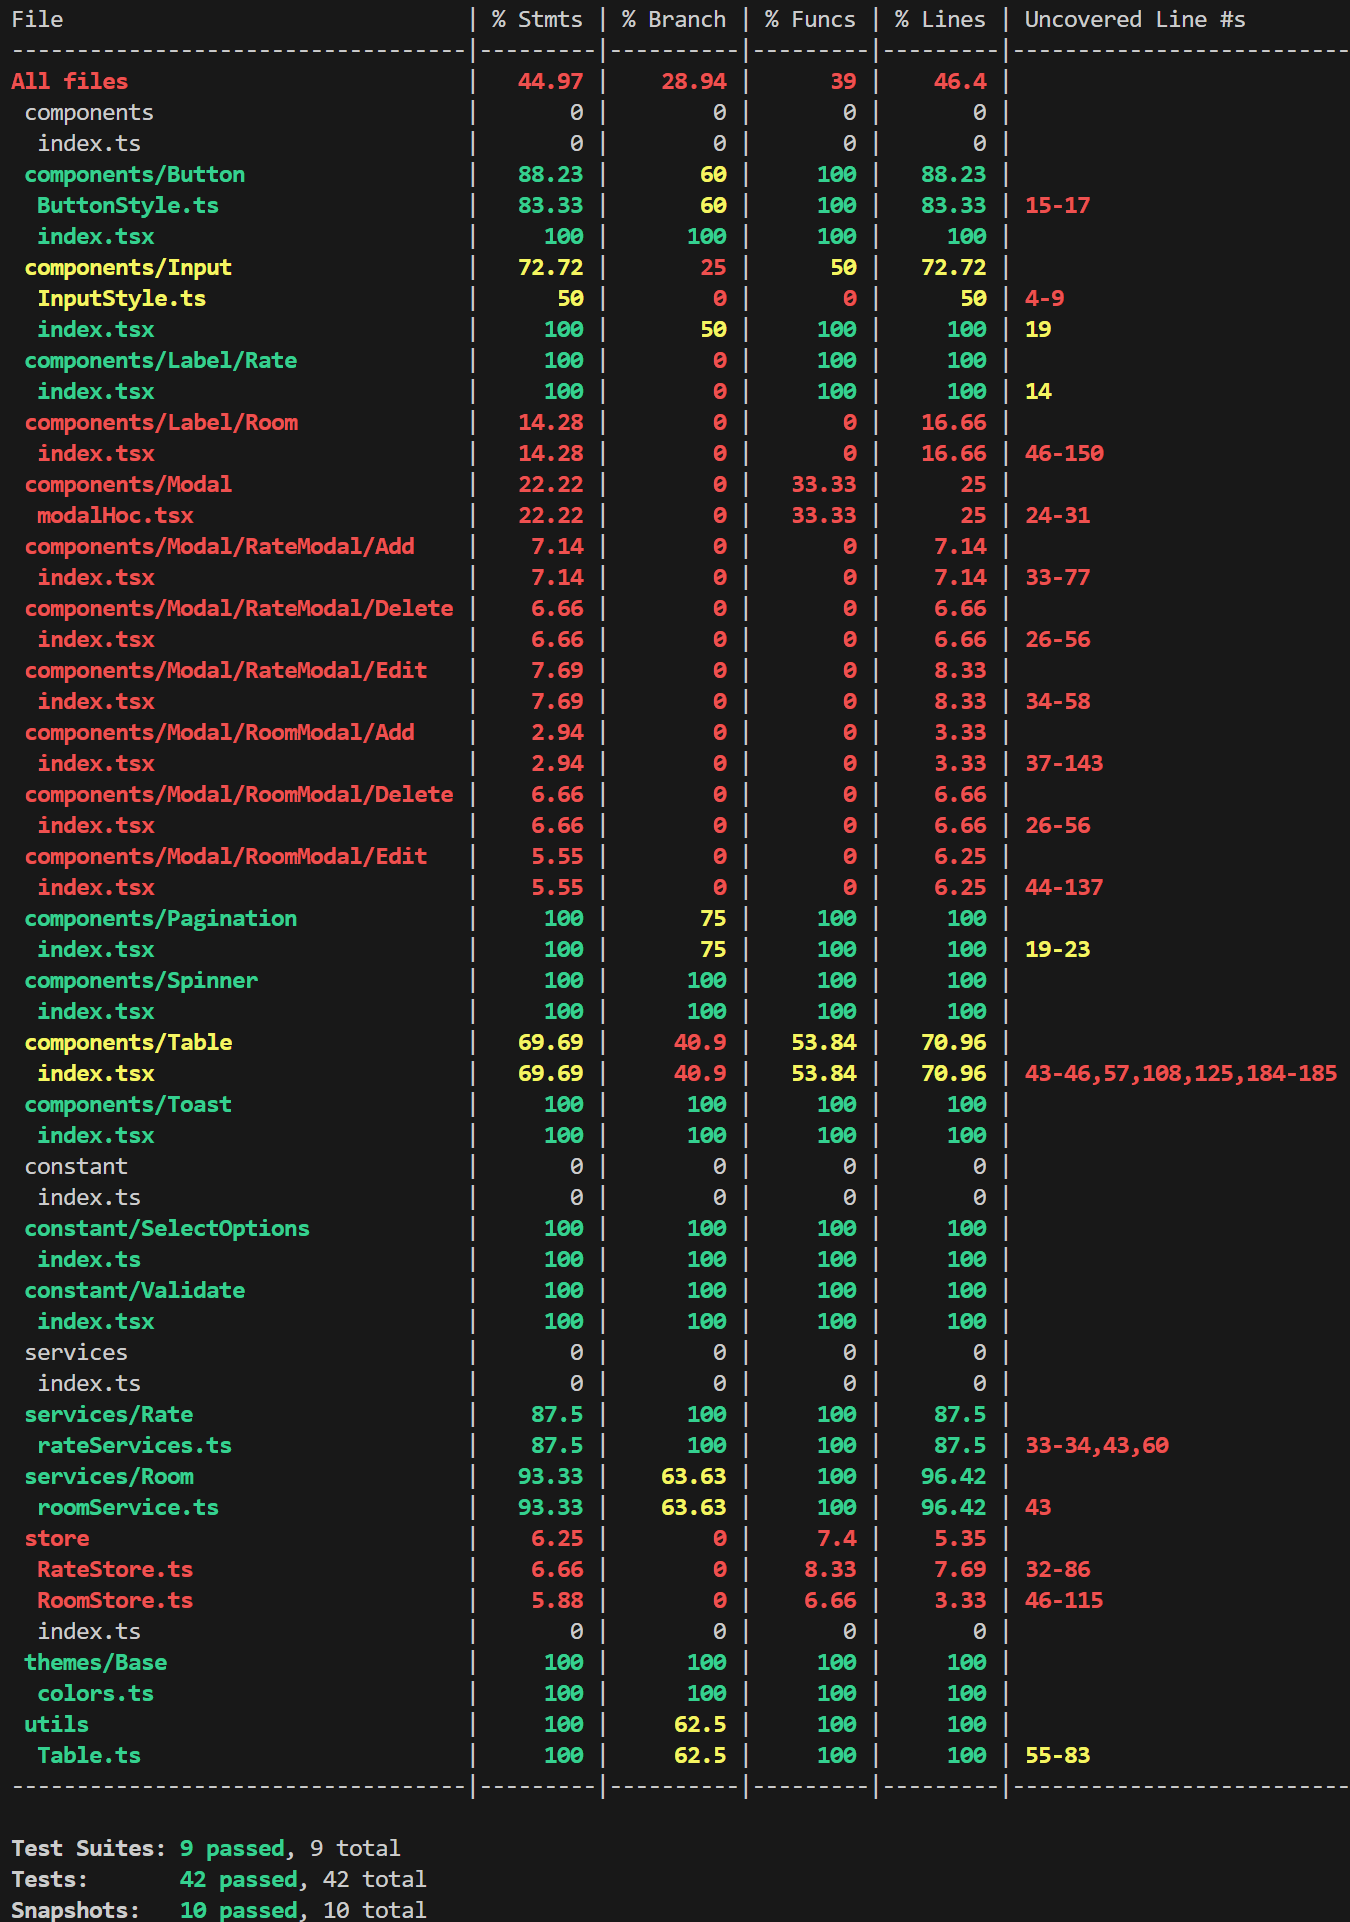 File                               | % Stmts | % Branch | % Funcs | % Lines | Uncovered Line #s
-----------------------------------|---------|----------|---------|---------|--------------------------
All files                          |   44.97 |    28.94 |      39 |    46.4 |
 components                        |       0 |        0 |       0 |       0 |
  index.ts                         |       0 |        0 |       0 |       0 |
 components/Button                 |   88.23 |       60 |     100 |   88.23 |
  ButtonStyle.ts                   |   83.33 |       60 |     100 |   83.33 | 15-17
  index.tsx                        |     100 |      100 |     100 |     100 |
 components/Input                  |   72.72 |       25 |      50 |   72.72 |
  InputStyle.ts                    |      50 |        0 |       0 |      50 | 4-9
  index.tsx                        |     100 |       50 |     100 |     100 | 19
 components/Label/Rate             |     100 |        0 |     100 |     100 |
  index.tsx                        |     100 |        0 |     100 |     100 | 14
 components/Label/Room             |   14.28 |        0 |       0 |   16.66 |
  index.tsx                        |   14.28 |        0 |       0 |   16.66 | 46-150
 components/Modal                  |   22.22 |        0 |   33.33 |      25 |
  modalHoc.tsx                     |   22.22 |        0 |   33.33 |      25 | 24-31
 components/Modal/RateModal/Add    |    7.14 |        0 |       0 |    7.14 |
  index.tsx                        |    7.14 |        0 |       0 |    7.14 | 33-77
 components/Modal/RateModal/Delete |    6.66 |        0 |       0 |    6.66 |
  index.tsx                        |    6.66 |        0 |       0 |    6.66 | 26-56
 components/Modal/RateModal/Edit   |    7.69 |        0 |       0 |    8.33 |
  index.tsx                        |    7.69 |        0 |       0 |    8.33 | 34-58
 components/Modal/RoomModal/Add    |    2.94 |        0 |       0 |    3.33 |
  index.tsx                        |    2.94 |        0 |       0 |    3.33 | 37-143
 components/Modal/RoomModal/Delete |    6.66 |        0 |       0 |    6.66 |
  index.tsx                        |    6.66 |        0 |       0 |    6.66 | 26-56
 components/Modal/RoomModal/Edit   |    5.55 |        0 |       0 |    6.25 |
  index.tsx                        |    5.55 |        0 |       0 |    6.25 | 44-137
 components/Pagination             |     100 |       75 |     100 |     100 |
  index.tsx                        |     100 |       75 |     100 |     100 | 19-23
 components/Spinner                |     100 |      100 |     100 |     100 |
  index.tsx                        |     100 |      100 |     100 |     100 |
 components/Table                  |   69.69 |     40.9 |   53.84 |   70.96 |
  index.tsx                        |   69.69 |     40.9 |   53.84 |   70.96 | 43-46,57,108,125,184-185
 components/Toast                  |     100 |      100 |     100 |     100 |
  index.tsx                        |     100 |      100 |     100 |     100 |
 constant                          |       0 |        0 |       0 |       0 |
  index.ts                         |       0 |        0 |       0 |       0 |
 constant/SelectOptions            |     100 |      100 |     100 |     100 |
  index.ts                         |     100 |      100 |     100 |     100 |
 constant/Validate                 |     100 |      100 |     100 |     100 |
  index.tsx                        |     100 |      100 |     100 |     100 |
 services                          |       0 |        0 |       0 |       0 |
  index.ts                         |       0 |        0 |       0 |       0 |
 services/Rate                     |    87.5 |      100 |     100 |    87.5 |
  rateServices.ts                  |    87.5 |      100 |     100 |    87.5 | 33-34,43,60
 services/Room                     |   93.33 |    63.63 |     100 |   96.42 |
  roomService.ts                   |   93.33 |    63.63 |     100 |   96.42 | 43
 store                             |    6.25 |        0 |     7.4 |    5.35 |
  RateStore.ts                     |    6.66 |        0 |    8.33 |    7.69 | 32-86
  RoomStore.ts                     |    5.88 |        0 |    6.66 |    3.33 | 46-115
  index.ts                         |       0 |        0 |       0 |       0 |
 themes/Base                       |     100 |      100 |     100 |     100 |
  colors.ts                        |     100 |      100 |     100 |     100 |
 utils                             |     100 |     62.5 |     100 |     100 |
  Table.ts                         |     100 |     62.5 |     100 |     100 | 55-83
-----------------------------------|---------|----------|---------|---------|--------------------------
Test Suites: 9 passed, 9 total
Tests:       42 passed, 42 total
Snapshots:   10 passed, 10 total